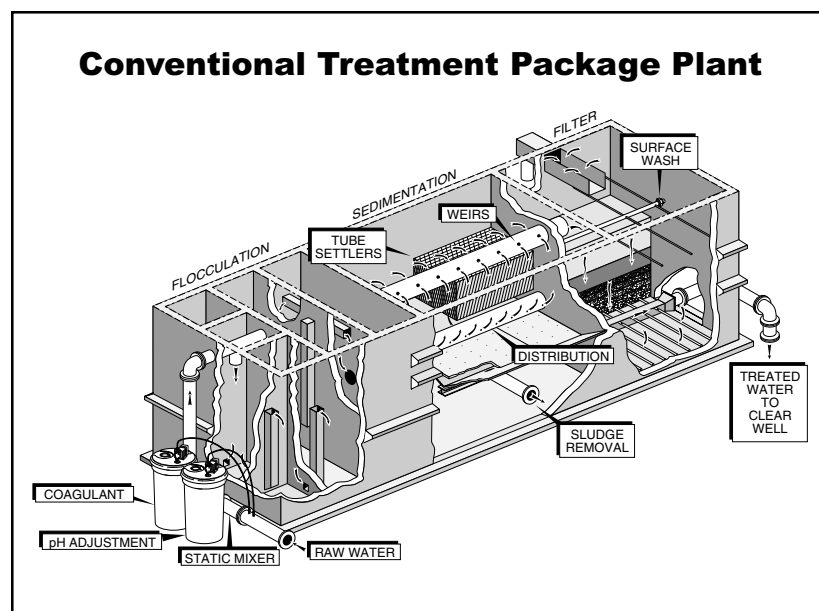 Conventional Treatment Package Plant
FILTER
SURFACE
WASH
SEDIMENTATION
WEIRS
TUBE
SETTLERS
FLOCCULATION
DISTRIBUTION
TREATED
WATER
TO
CLEAR
WELL
SLUDGE
REMOVAL
COAGULANT
pH ADJUSTMENT
STATIC MIXER
RAW WATER